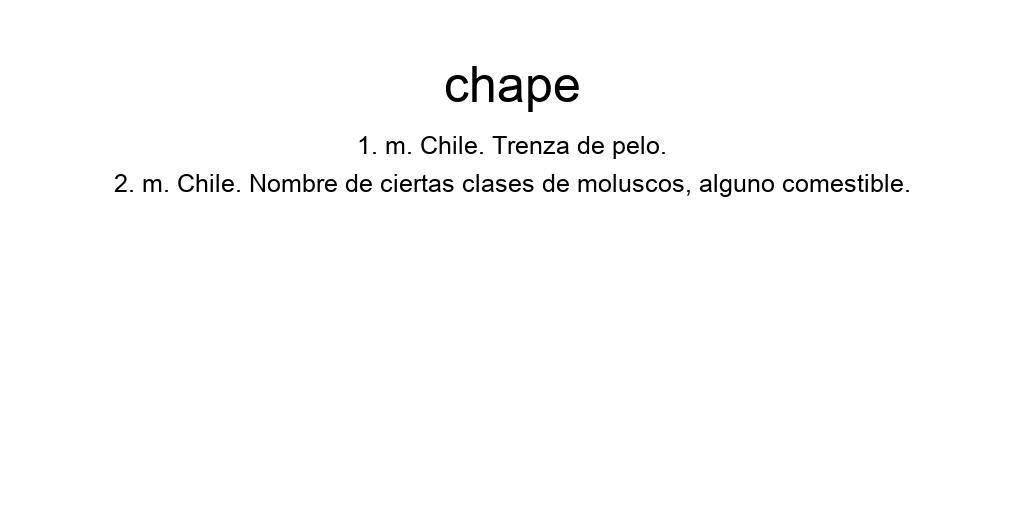 chape
1. m. Chile. Trenza de pelo.
2. m. Chile. Nombre de ciertas clases de moluscos, alguno comestible.